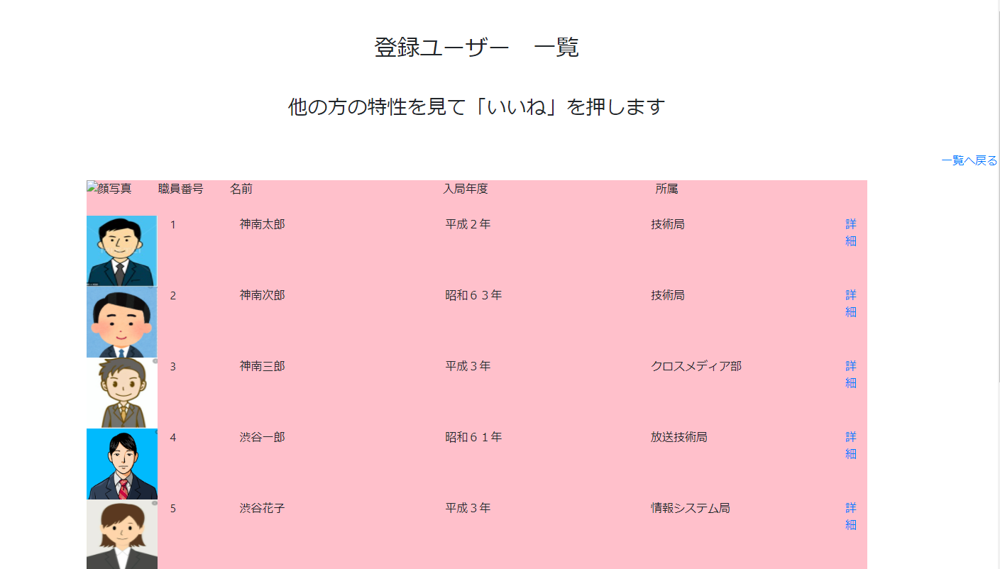 登録ユーザー　一覧
他の方の特性を見て「いいね」を押します
一覧へ戻る
顔写真 職員番号 名前 入局年度 所属
1 神南太郎 平成２年 技術局 詳
細
2 神南次郎 昭和６３年 技術局 詳
細
3 神南三郎 平成３年 クロスメディア部 詳
細
4 渋谷一郎 昭和６１年 放送技術局 詳
細
5 渋谷花子 平成３年 情報システム局 詳
細